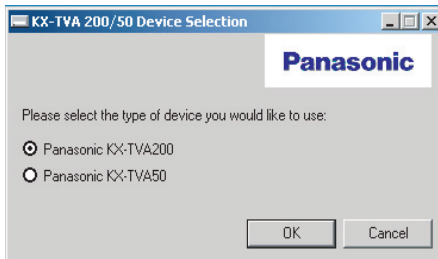 KX-TVA 200/50 Device Selection
Panasonic
Please select the type of device you would like to use:
Panasonic KX-TVA200
Panasonic KX-TVA50
OK Cancel